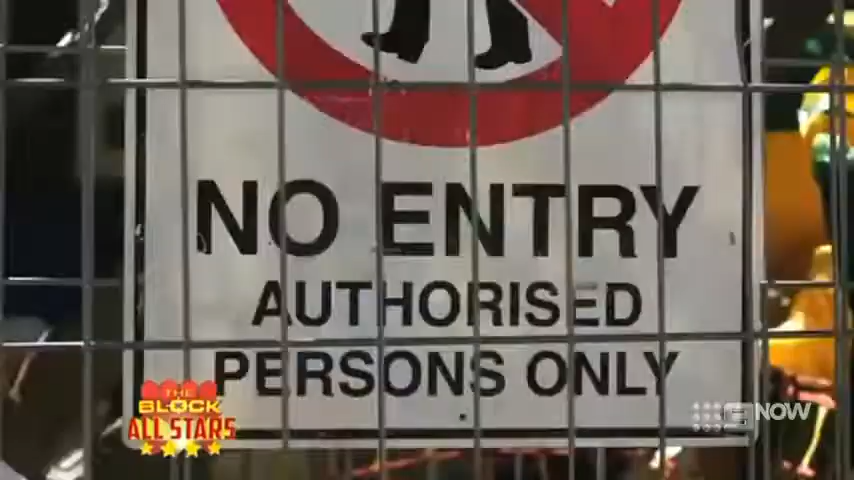 NO ENTRY
AUTHORISED
PERSONS ONLY
THE
BLOCK
ALL STARS
9NOW